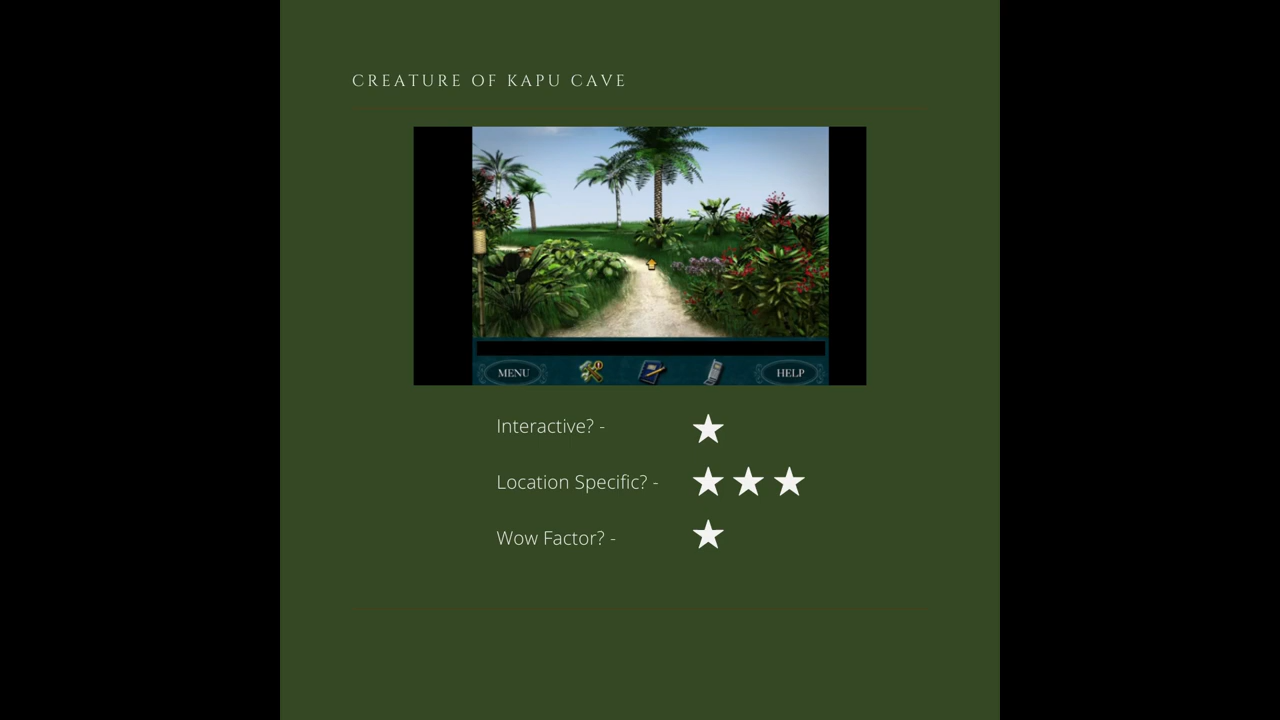 CREATURE OF KAPU CAVE
MENU
HELP
Interactive? -
Location Specific? -
Wow Factor? -